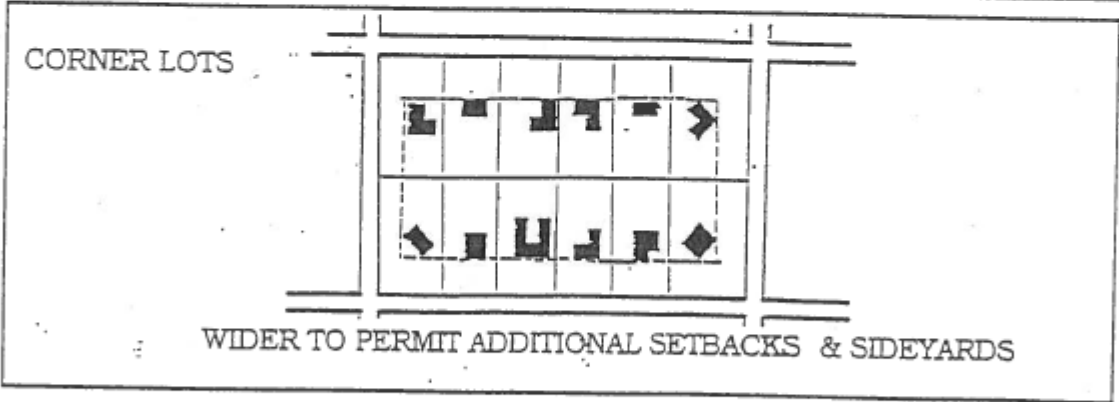 CORNER LOTS
WIDER TO PERMIT ADDITIONAL SETBACKS & SIDEYARDS